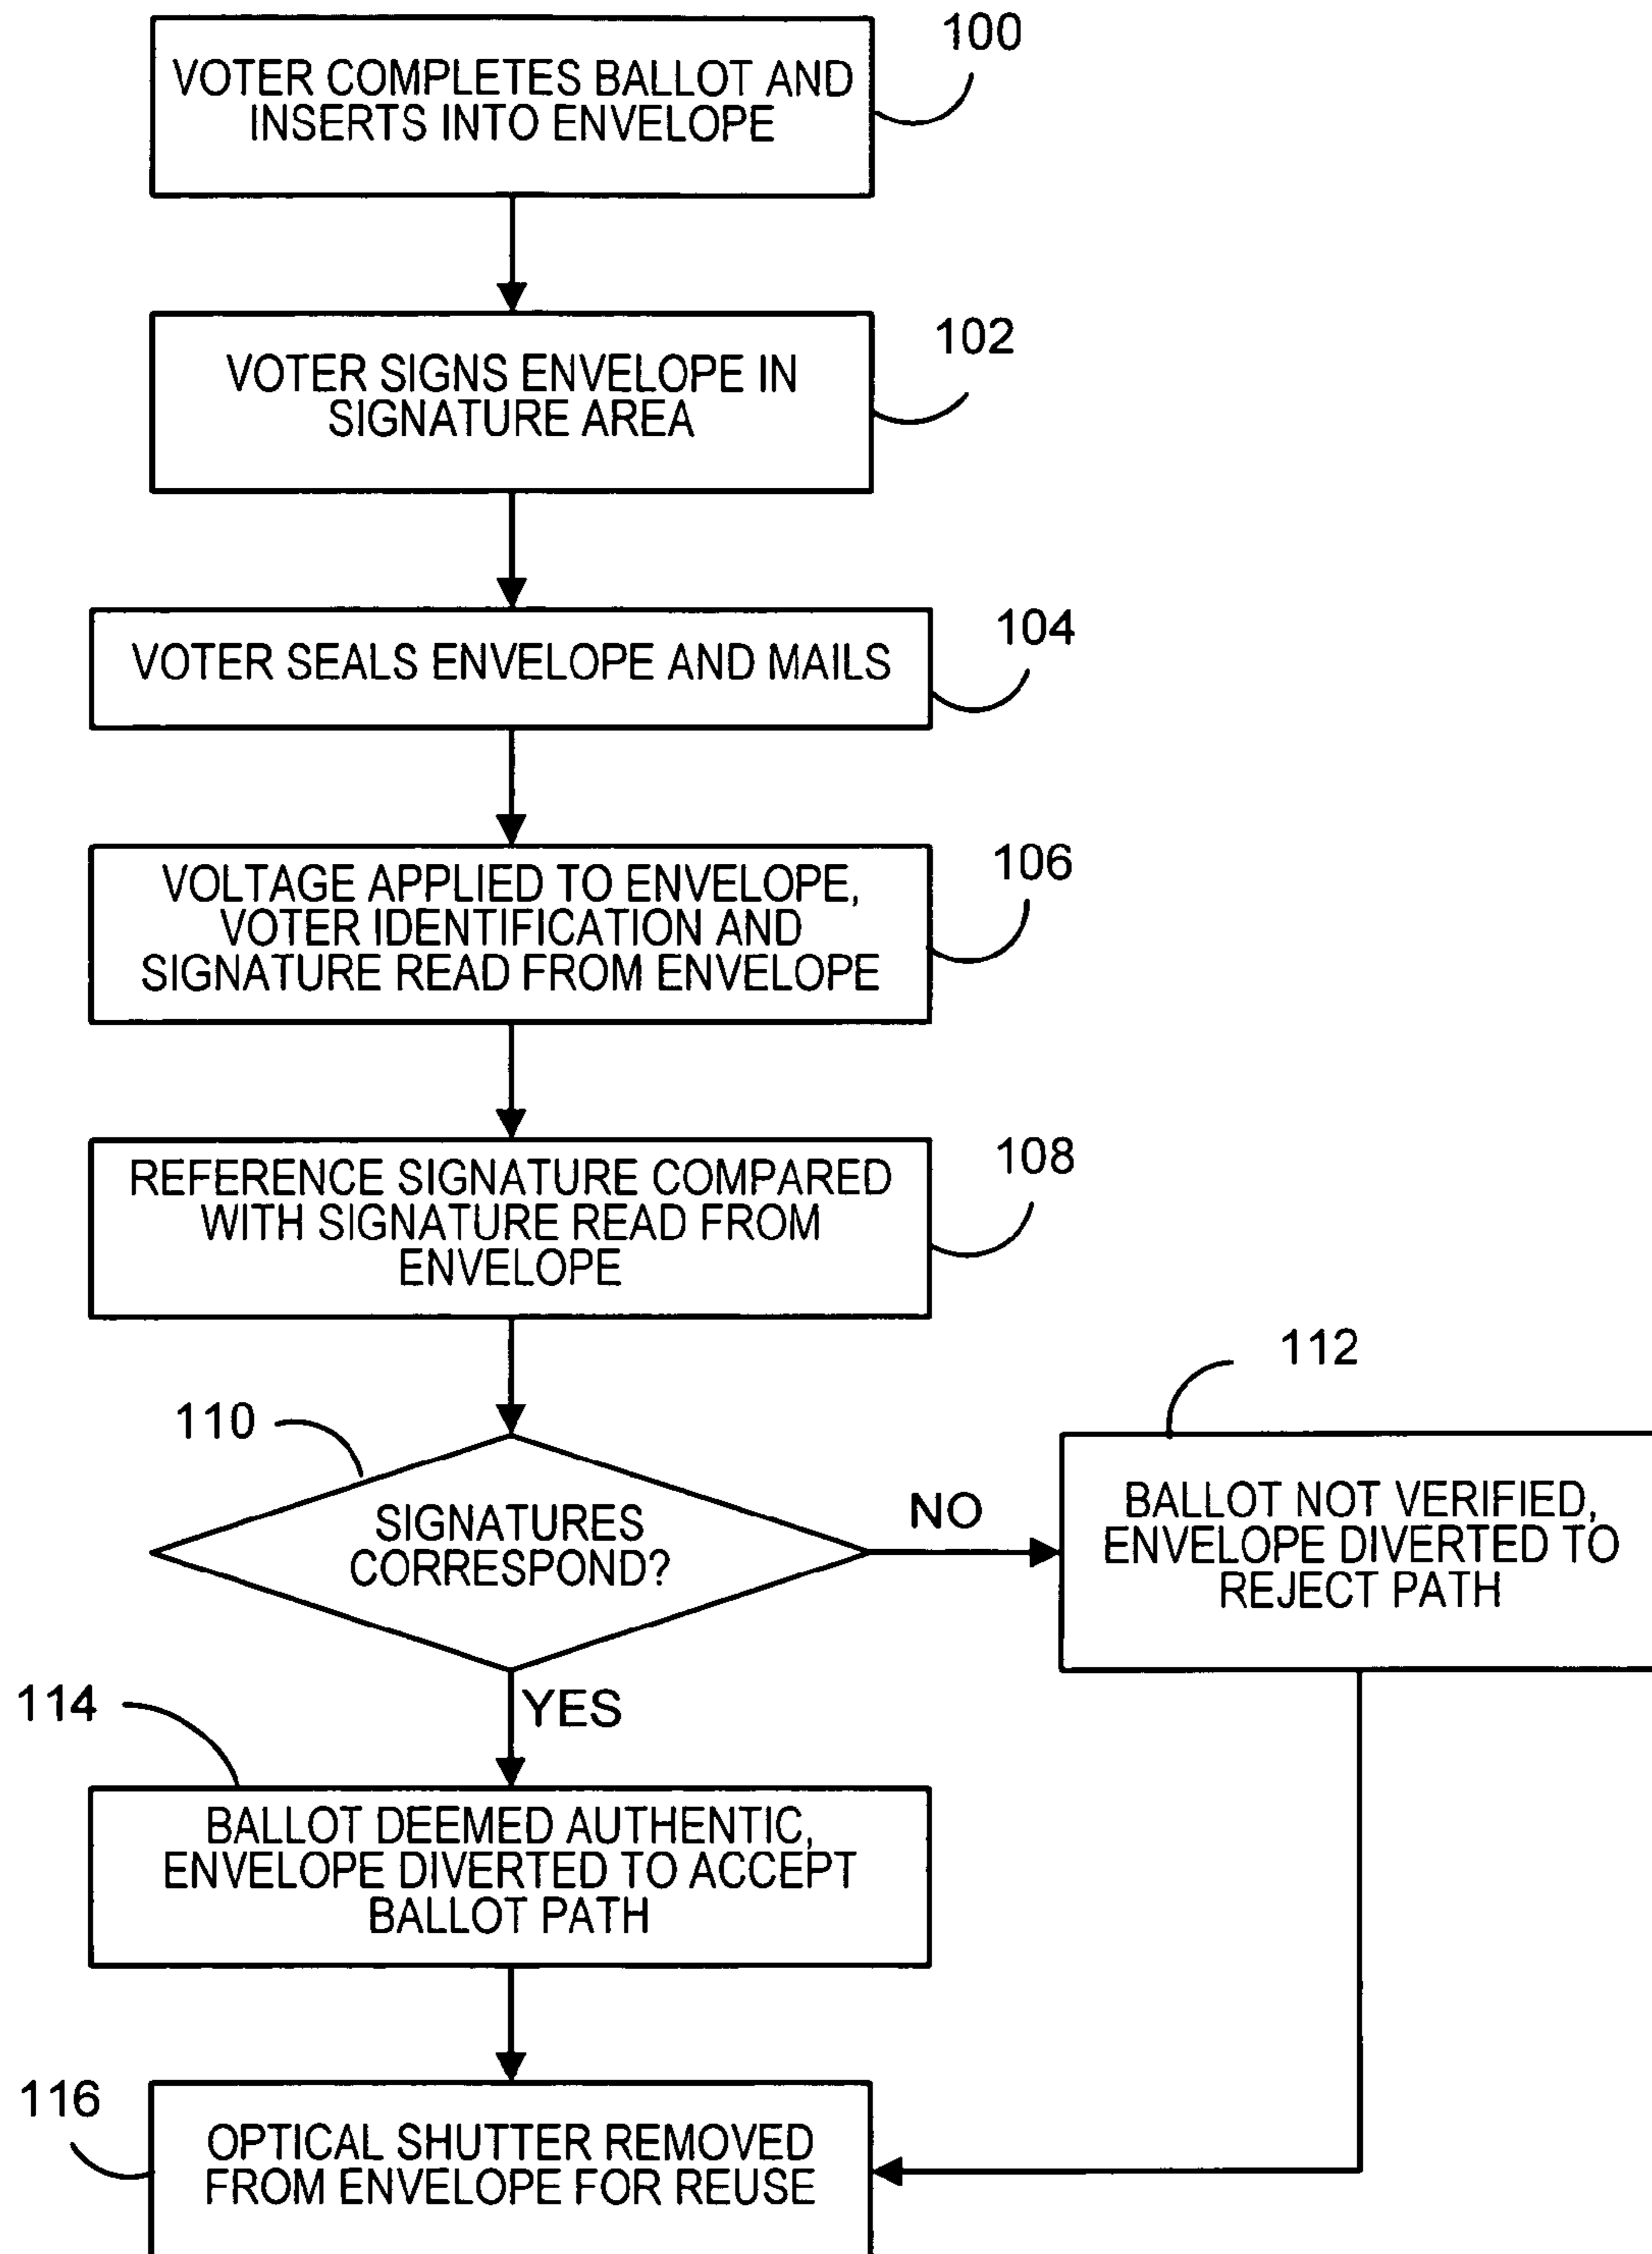 100
VOTER COMPLETES BALLOT AND
INSERTS INTO ENVELOPE
102
VOTER SIGNS ENVELOPE IN
SIGNATURE AREA
104
VOTER SEALS ENVELOPE AND MAILS
106
VOLTAGE APPLIED TO ENVELOPE,
VOTER IDENTIFICATION AND
SIGNATURE READ FROM ENVELOPE
108
REFERENCE SIGNATURE COMPARED
WITH SIGNATURE READ FROM
ENVELOPE
110
SIGNATURES
CORRESPOND?
NO
112
BALLOT NOT VERIFIED,
ENVELOPE DIVERTED TO
REJECT PATH
YES
114
BALLOT DEEMED AUTHENTIC,
ENVELOPE DIVERTED TO ACCEPT
BALLOT PATH
116
OPTICAL SHUTTER REMOVED
FROM ENVELOPE FOR REUSE